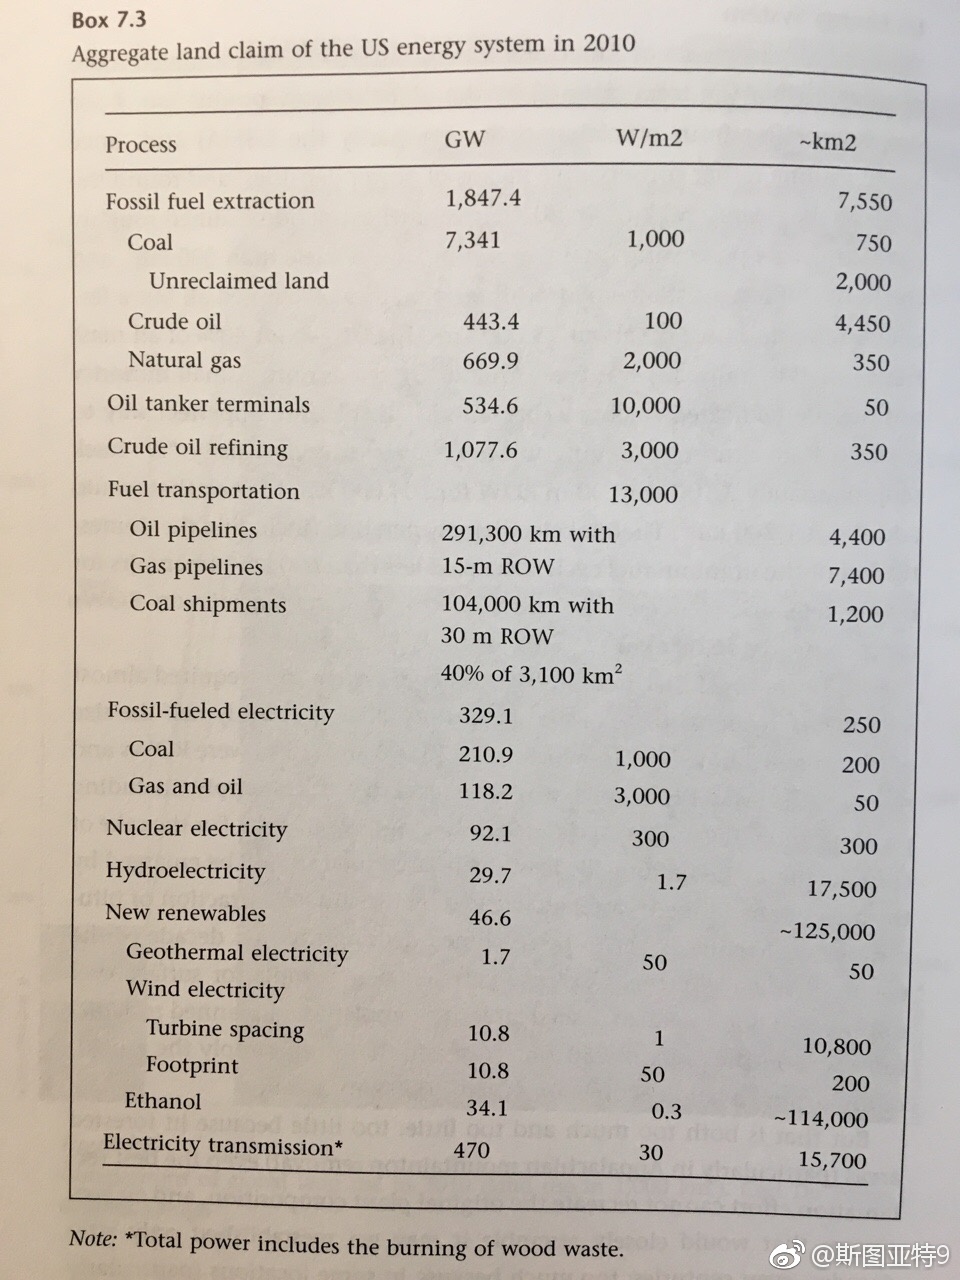 Box 7.3
Aggregate land claim of the US energy system in 2010
Process GW W/m2 ~km2
Fossil fuel extraction 1,847.4 7,550
Coal 7,341 1,000 750
Unreclaimed land 2,000
Crude oil 443.4 100 4,450
Natural gas 669.9 2,000 350
Oil tanker terminals 534.6 10,000 50
Crude oil refining 1,077.6 3,000 350
Fuel transportation 13,000
Oil pipelines 291,300 km with 4,400
Gas pipelines 15-m ROW 7,400
Coal shipments 104,000 km with 1,200
30 m ROW
40% of 3,100 km²
Fossil-fueled electricity 329.1 250
Coal 210.9 1,000 200
Gas and oil 118.2 3,000 50
Nuclear electricity 92.1 300 300
Hydroelectricity 29.7 1.7 17,500
New renewables 46.6 ~125,000
Geothermal electricity 1.7 50 50
Wind electricity
Turbine spacing 10.8 1 10,800
Footprint 10.8 50 200
Ethanol 34.1 0.3 ~114,000
Electricity transmission* 470 30 15,700
Note: *Total power includes the burning of wood waste.
@斯图亚特9